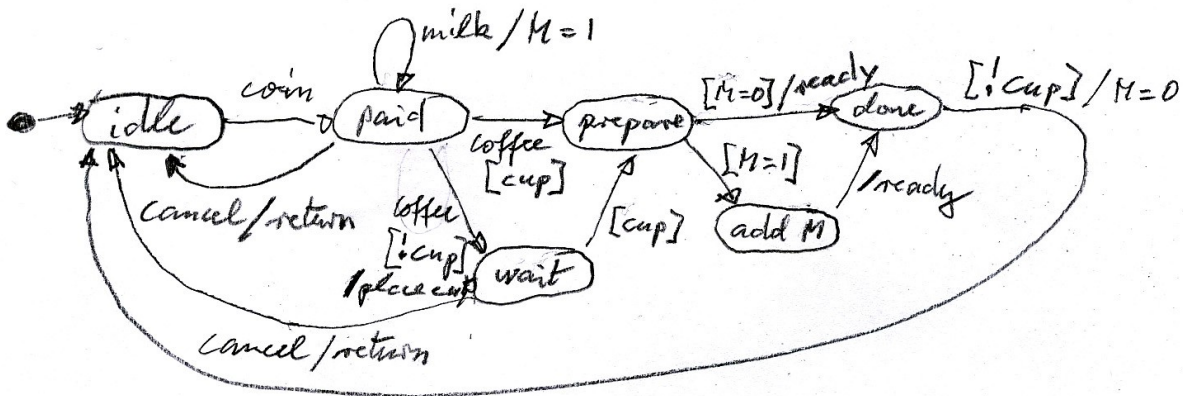 milk / M = 1
idle
coin
paid
coffee
[cup]
prepare
[M=0]/ready
done
[!cup] / M=0
cancel/return
coffee
[!cup]
/place cup
wait
[cup]
[M=1]
add M
/ready
cancel/return